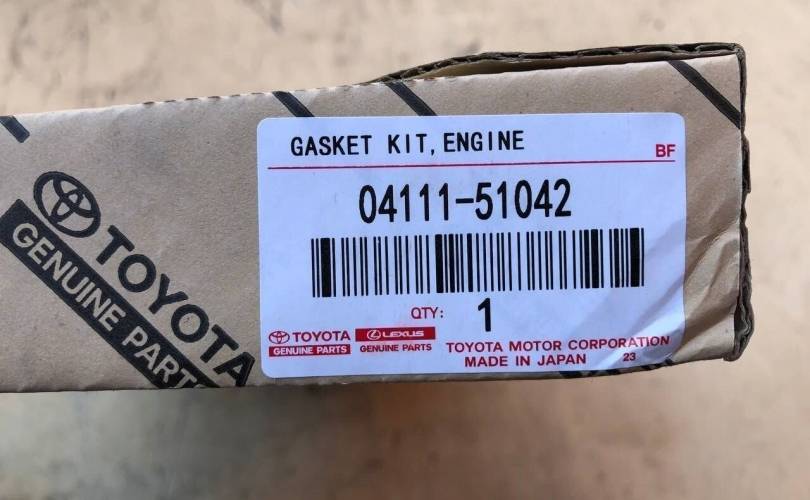 GASKET KIT, ENGINE
BF
04111-51042
QTY: 1
TOYOTA
GENUINE PARTS
LEXUS
GENUINE PARTS
TOYOTA MOTOR CORPORATION
MADE IN JAPAN 23
TOYOTA
GENUINE PARTS